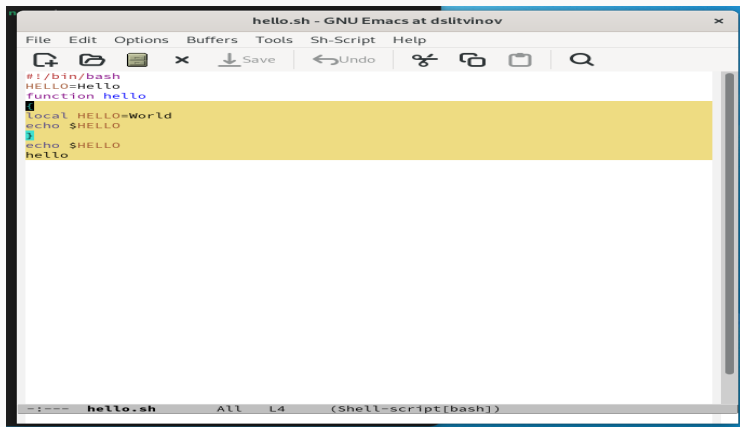 hello.sh - GNU Emacs at dslitvinov ×
File Edit Options Buffers Tools Sh-Script Help
Save Undo
#!/bin/bash
HELLO=Hello
function hello
{
local HELLO=World
echo $HELLO
}
echo $HELLO
hello
-:--- hello.sh All L4 (Shell-script[bash])